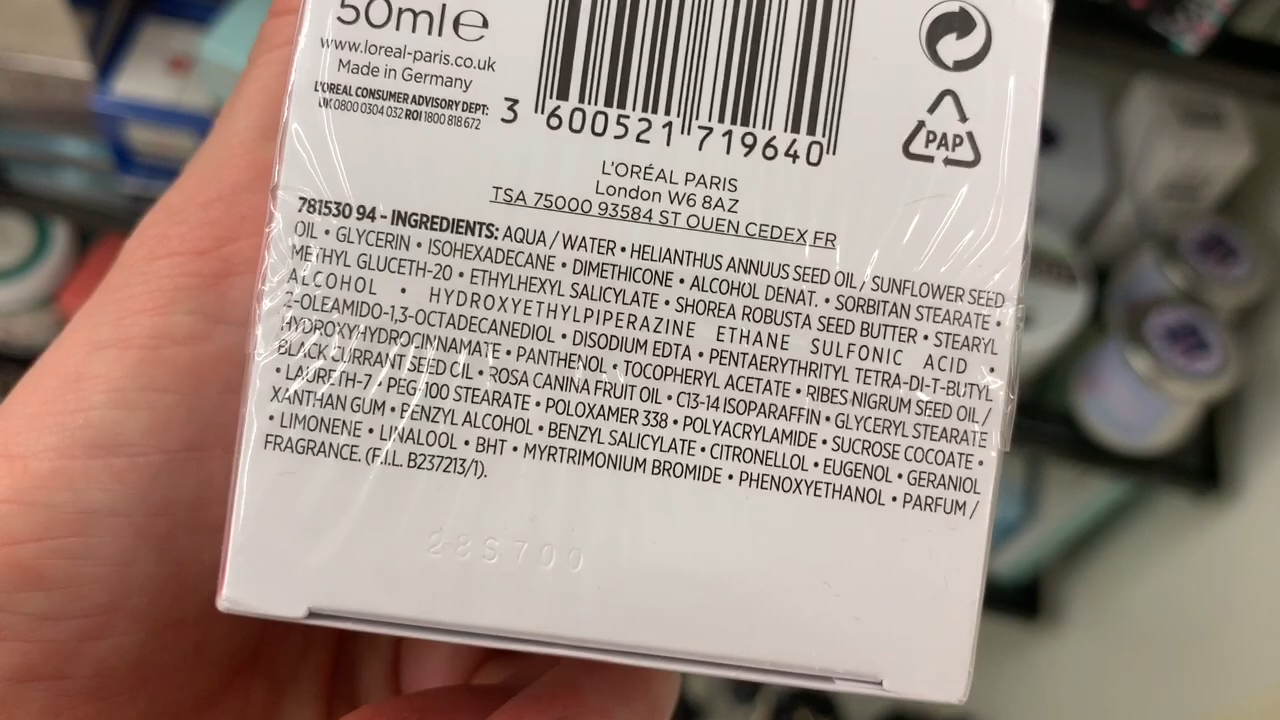 50ml e
www.loreal-paris.co.uk
Made in Germany
L'ORÉAL CONSUMER ADVISORY DEPT:
UK 0800 0304 032 ROI 1800 818 672
3 600521 719640
PAP
L'ORÉAL PARIS
London W6 8AZ
TSA 75000 93584 ST OUEN CEDEX FR
781530 94 - INGREDIENTS: AQUA / WATER • HELIANTHUS ANNUUS SEED OIL / SUNFLOWER SEED
OIL • GLYCERIN • ISOHEXADECANE • DIMETHICONE • ALCOHOL DENAT. • SORBITAN STEARATE •
METHYL GLUCETH-20 • ETHYLHEXYL SALICYLATE • SHOREA ROBUSTA SEED BUTTER • STEARYL
ALCOHOL • HYDROXYETHYLPIPERAZINE ETHANE SULFONIC ACID •
2-OLEAMIDO-1,3-OCTADECANEDIOL • DISODIUM EDTA • PENTAERYTHRITYL TETRA-DI-T-BUTYL
HYDROXYHYDROCINNAMATE • PANTHENOL • TOCOPHERYL ACETATE • RIBES NIGRUM SEED OIL /
BLACK CURRANT SEED OIL • ROSA CANINA FRUIT OIL • C13-14 ISOPARAFFIN • GLYCERYL STEARATE
• LAURETH-7 • PEG-100 STEARATE • POLOXAMER 338 • POLYACRYLAMIDE • SUCROSE COCOATE •
XANTHAN GUM • BENZYL ALCOHOL • BENZYL SALICYLATE • CITRONELLOL • EUGENOL • GERANIOL
• LIMONENE • LINALOOL • BHT • MYRTRIMONIUM BROMIDE • PHENOXYETHANOL • PARFUM /
FRAGRANCE. (F.I.L. B237213/1).
28S700